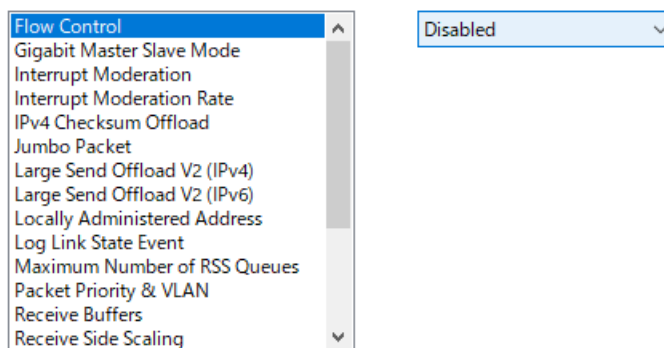 Flow Control
Disabled
Gigabit Master Slave Mode
Interrupt Moderation
Interrupt Moderation Rate
IPv4 Checksum Offload
Jumbo Packet
Large Send Offload V2 (IPv4)
Large Send Offload V2 (IPv6)
Locally Administered Address
Log Link State Event
Maximum Number of RSS Queues
Packet Priority & VLAN
Receive Buffers
Receive Side Scaling